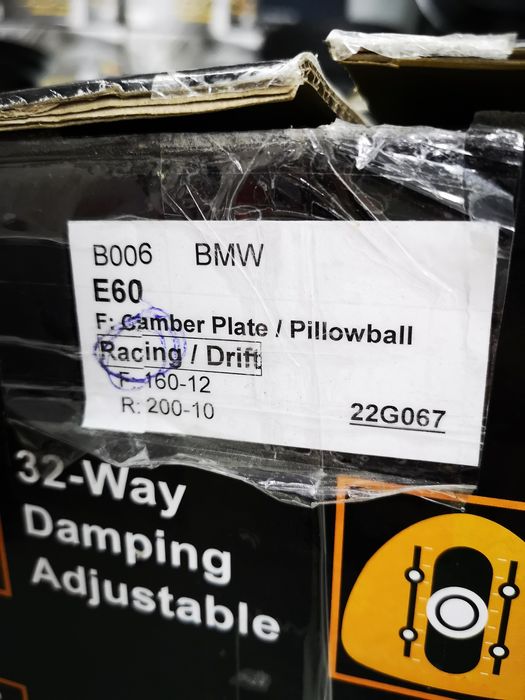 B006 BMW
E60
F: Camber Plate / Pillowball
Racing / Drift
F: 160-12
R: 200-10 22G067
32-Way
Damping
Adjustable